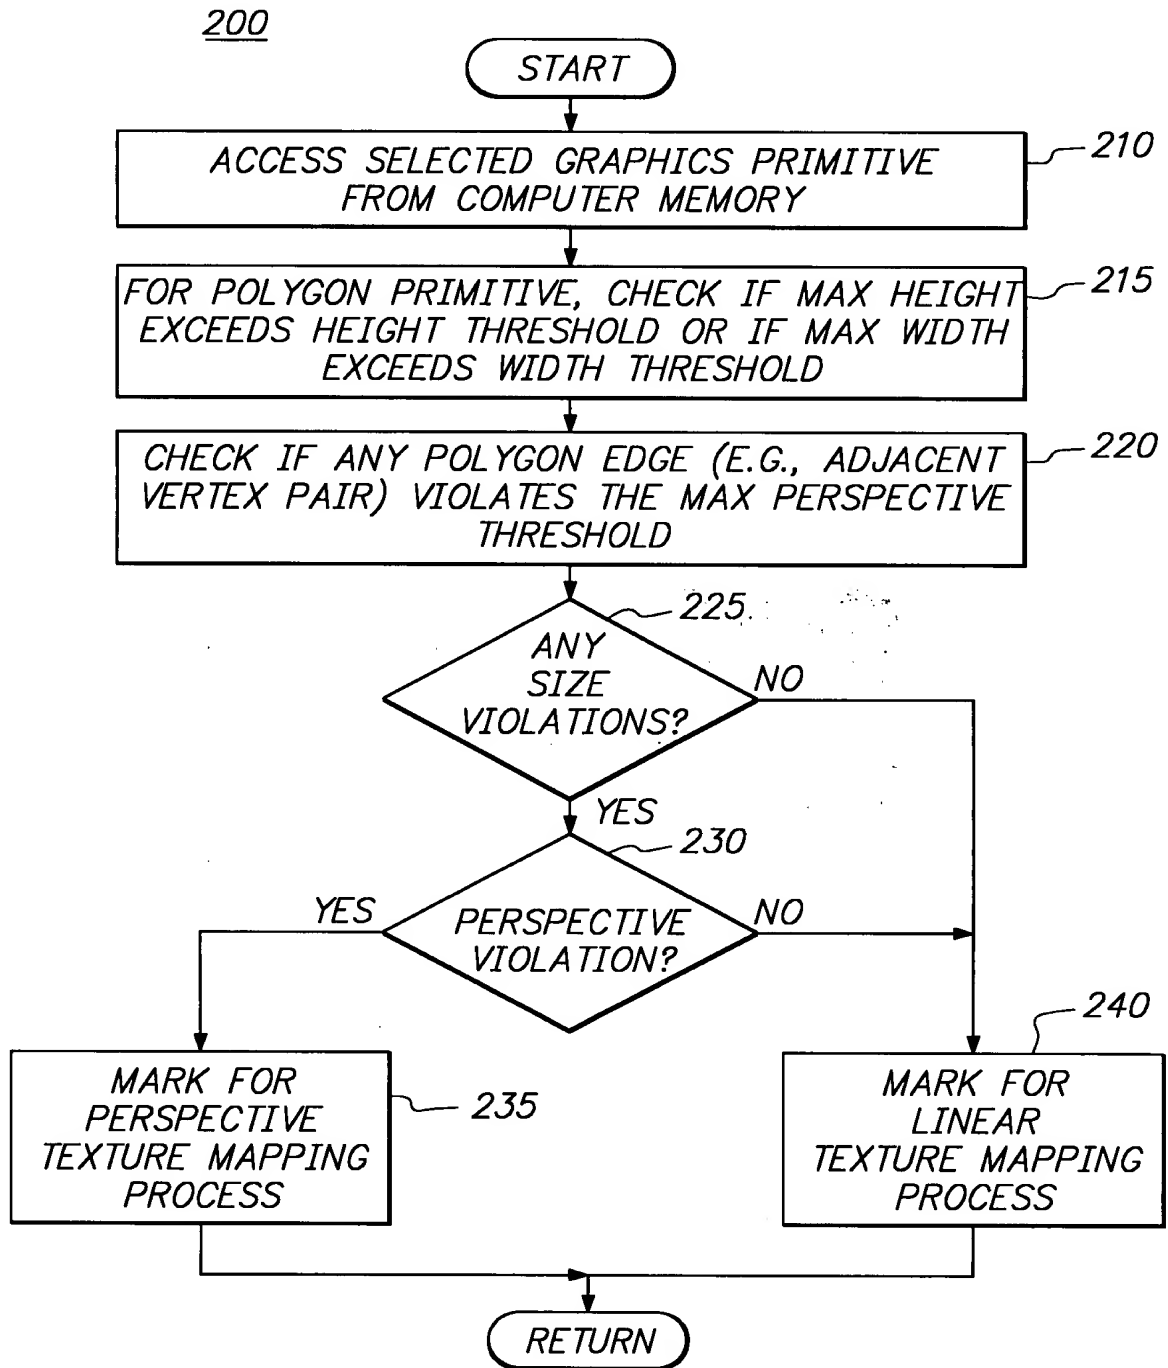 200
START
ACCESS SELECTED GRAPHICS PRIMITIVE
FROM COMPUTER MEMORY
210
FOR POLYGON PRIMITIVE, CHECK IF MAX HEIGHT
EXCEEDS HEIGHT THRESHOLD OR IF MAX WIDTH
EXCEEDS WIDTH THRESHOLD
215
CHECK IF ANY POLYGON EDGE (E.G., ADJACENT
VERTEX PAIR) VIOLATES THE MAX PERSPECTIVE
THRESHOLD
220
225
ANY
SIZE
VIOLATIONS?
NO
YES
230
PERSPECTIVE
VIOLATION?
YES
NO
MARK FOR
PERSPECTIVE
TEXTURE MAPPING
PROCESS
235
240
MARK FOR
LINEAR
TEXTURE MAPPING
PROCESS
RETURN